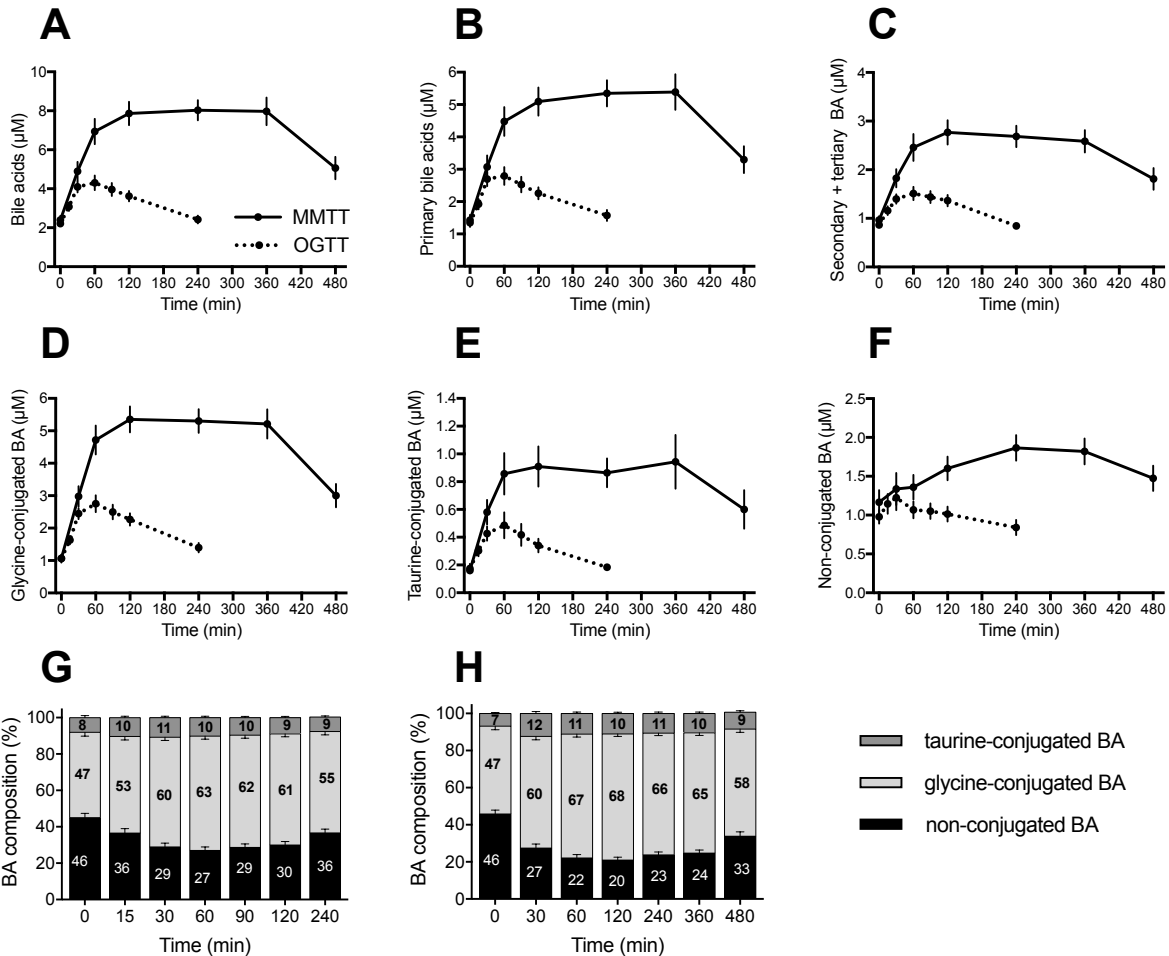 A
Bile acids (μM)
10
8
6
4
2
0
0 60 120 180 240 300 360 420 480
Time (min)
MMTT
OGTT
B
Primary bile acids (μM)
6
5
4
3
2
1
0
0 60 120 180 240 300 360 420 480
Time (min)
C
Secondary + tertiary BA (μM)
4
3
2
1
0
0 60 120 180 240 300 360 420 480
Time (min)
D
Glycine-conjugated BA (μM)
6
5
4
3
2
1
0
0 60 120 180 240 300 360 420 480
Time (min)
E
Taurine-conjugated BA (μM)
1.4
1.2
1.0
0.8
0.6
0.4
0.2
0.0
0 60 120 180 240 300 360 420 480
Time (min)
F
Non-conjugated BA (μM)
2.5
2.0
1.5
1.0
0.5
0.0
0 60 120 180 240 300 360 420 480
Time (min)
G
BA composition (%)
100
80
60
40
20
0
8 10 11 10 10 9 9
47 53 60 63 62 61 55
46 36 29 27 29 30 36
0 15 30 60 90 120 240
Time (min)
H
BA composition (%)
100
80
60
40
20
0
7 12 11 10 11 10 9
47 60 67 68 66 65 58
46 27 22 20 23 24 33
0 30 60 120 240 360 480
Time (min)
taurine-conjugated BA
glycine-conjugated BA
non-conjugated BA